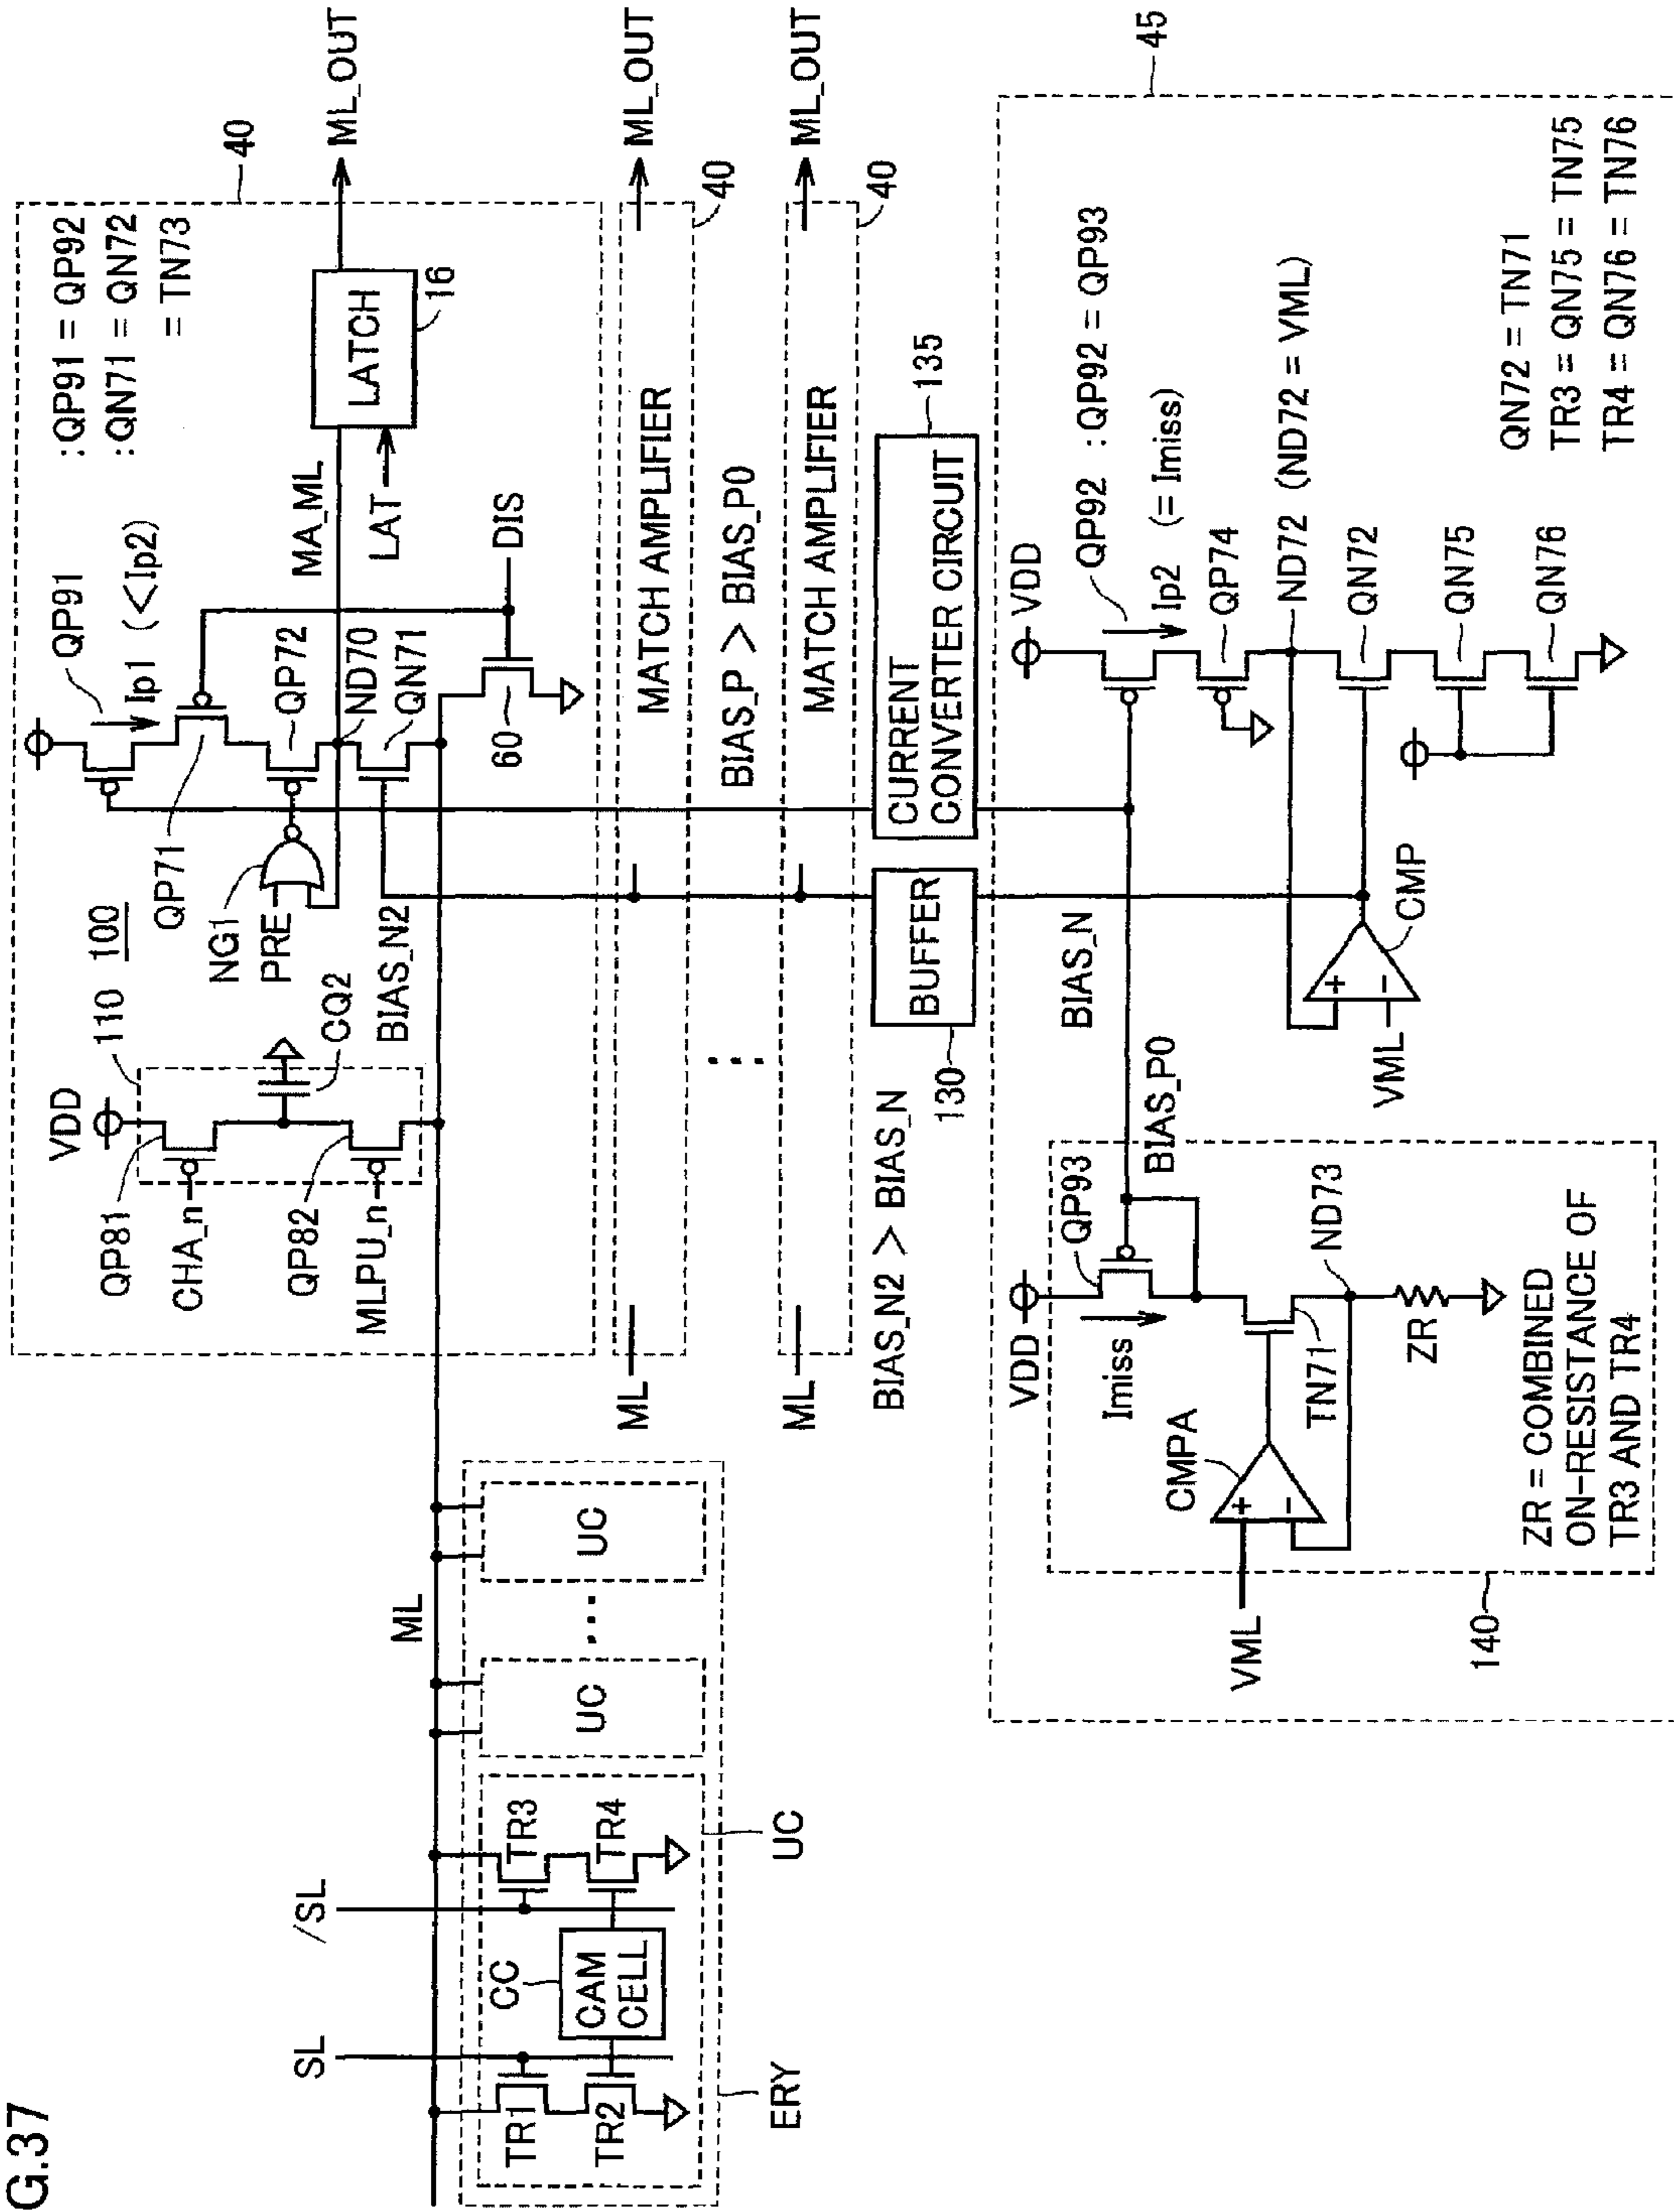 G.37
SL
/SL
TR1
TR2
CC
CAM
CELL
TR3
TR4
UC
ERY
ML
UC
...
UC
VDD
110
100
QP81
CHA_n
QP82
MLPU_n
CQ2
BIAS_N2
NG1
PRE
QP71
QP91
Ip1 (<Ip2)
QP72
ND70
QN71
MA_ML
LAT
LATCH
16
60
DIS
:QP91 = QP92
:QN71 = QN72
= TN73
40
ML_OUT
ML
MATCH AMPLIFIER
40
ML_OUT
...
BIAS_P > BIAS_P0
ML
MATCH AMPLIFIER
40
ML_OUT
BIAS_N2 > BIAS_N
130
BUFFER
CURRENT
CONVERTER CIRCUIT
135
45
BIAS_N
VDD
QP93
Imiss
BIAS_P0
CMPA
VML
TN71
ND73
ZR
ZR = COMBINED
ON-RESISTANCE OF
TR3 AND TR4
140
VML
CMP
VDD
QP92 :QP92 = QP93
Ip2 (= Imiss)
QP74
ND72 (ND72 = VML)
QN72
QN75
QN76
QN72 = TN71
TR3 = QN75 = TN75
TR4 = QN76 = TN76
+
-
+
-